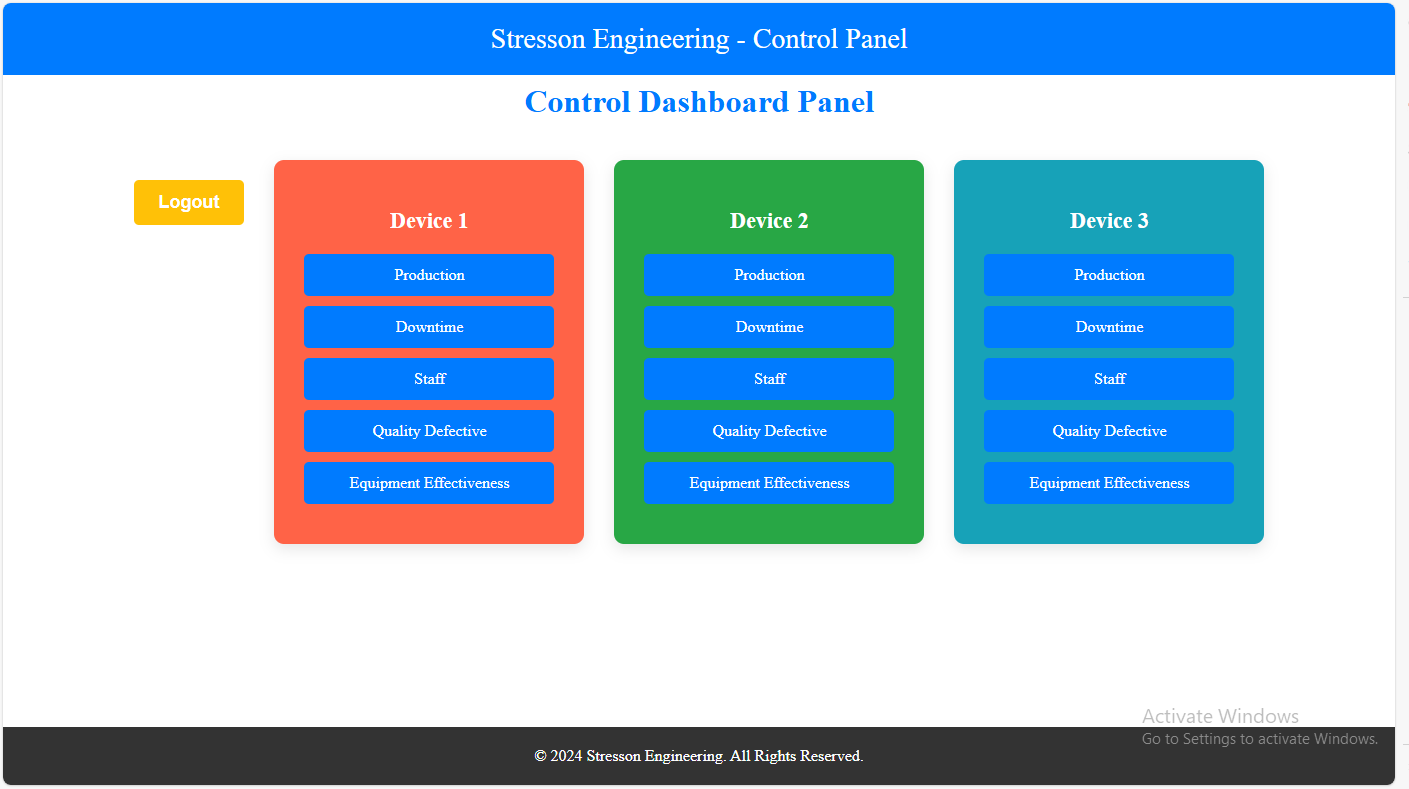 Stresson Engineering - Control Panel
Control Dashboard Panel
Logout
Device 1
Production
Downtime
Staff
Quality Defective
Equipment Effectiveness
Device 2
Production
Downtime
Staff
Quality Defective
Equipment Effectiveness
Device 3
Production
Downtime
Staff
Quality Defective
Equipment Effectiveness
Activate Windows
Go to Settings to activate Windows.
© 2024 Stresson Engineering. All Rights Reserved.